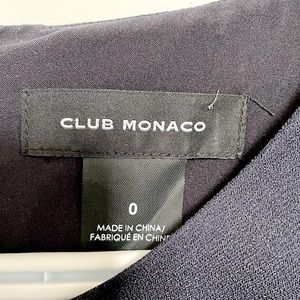 CLUB MONACO
0
MADE IN CHINA/
FABRIQUÉ EN CHINE